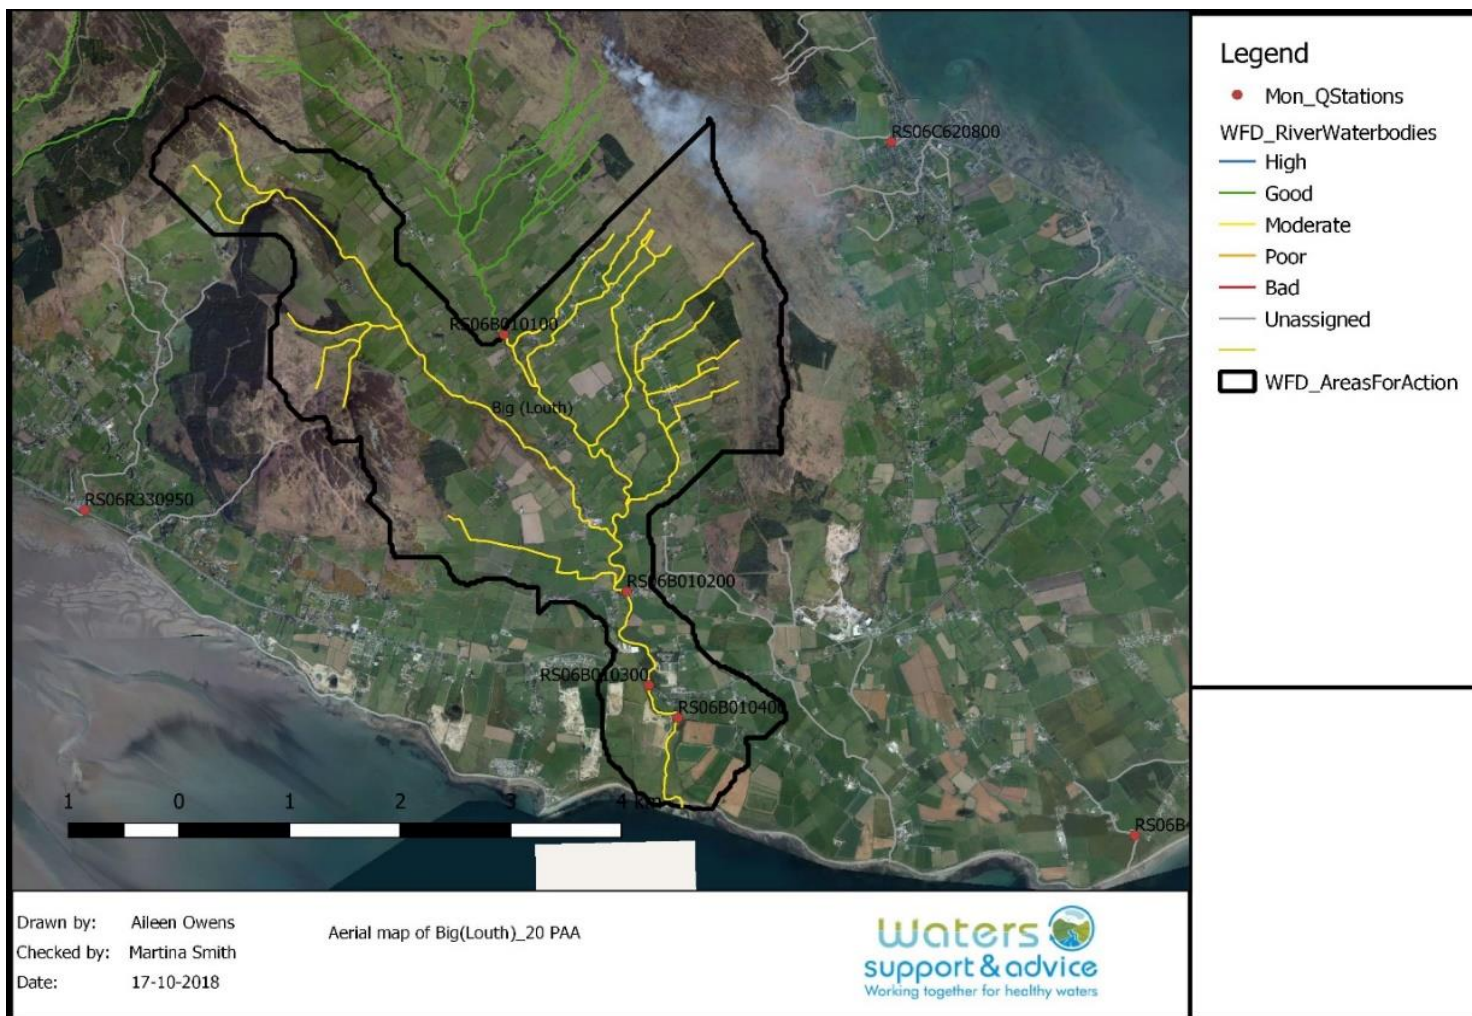 RS06C620800
RS06B010100
Big (Louth)
RS06R330950
RS06B010200
RS06B010300
RS06B010400
RS06B4
1 0 1 2 3 4 km
Legend
Mon_QStations
WFD_RiverWaterbodies
High
Good
Moderate
Poor
Bad
Unassigned
WFD_AreasForAction
Drawn by: Aileen Owens
Checked by: Martina Smith
Date: 17-10-2018
Aerial map of Big(Louth)_20 PAA
waters
support & advice
Working together for healthy waters